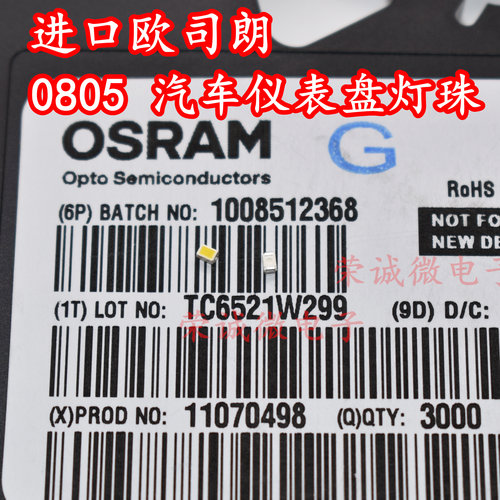 进口欧司朗
0805 汽车仪表盘灯珠
OSRAM G
Opto Semiconductors
RoHS
(6P) BATCH NO: 1008512368
NOT FO
NEW DE
荣诚微电子
(1T) LOT NO: TC6521W299 (9D) D/C:
荣诚微电子
(X)PROD NO: 11070498 (Q)QTY: 3000